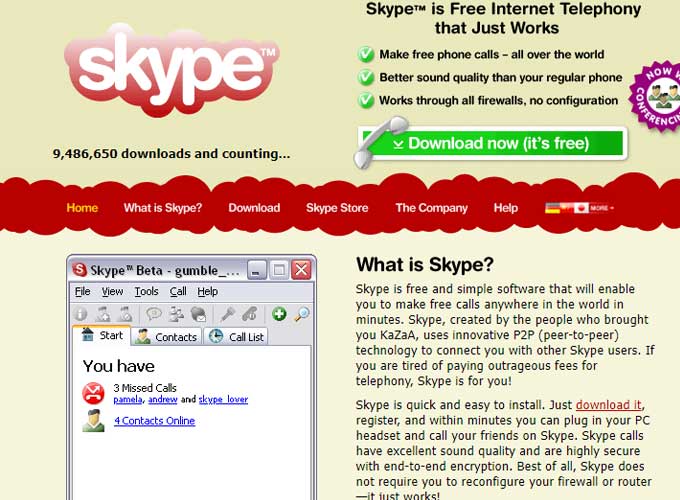 skype™
Skype™ is Free Internet Telephony
that Just Works
Make free phone calls – all over the world
Better sound quality than your regular phone
Works through all firewalls, no configuration
NOW W
CONFERENCING
Download now (it's free)
9,486,650 downloads and counting...
Home What is Skype? Download Skype Store The Company Help MORE
Skype™ Beta - gumble_...
File View Tools Call Help
Start Contacts Call List
You have
3 Missed Calls
pamela, andrew and skype_lover
4 Contacts Online
What is Skype?
Skype is free and simple software that will enable
you to make free calls anywhere in the world in
minutes. Skype, created by the people who brought
you KaZaA, uses innovative P2P (peer-to-peer)
technology to connect you with other Skype users. If
you are tired of paying outrageous fees for
telephony, Skype is for you!
Skype is quick and easy to install. Just download it,
register, and within minutes you can plug in your PC
headset and call your friends on Skype. Skype calls
have excellent sound quality and are highly secure
with end-to-end encryption. Best of all, Skype does
not require you to reconfigure your firewall or router
—it just works!